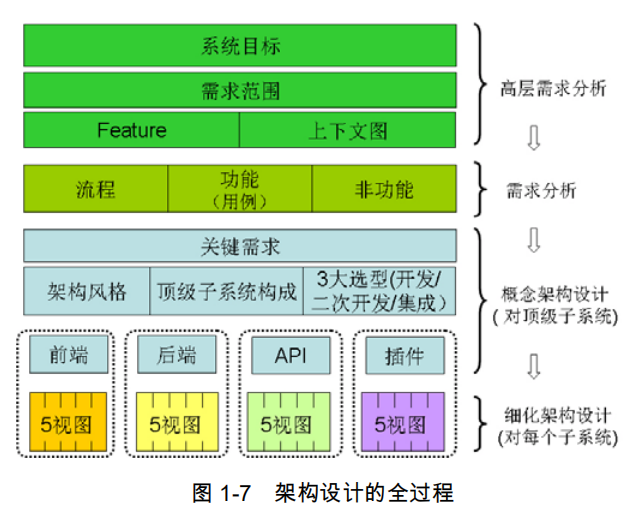 系统目标
需求范围
Feature
上下文图
高层需求分析
流程
功能
（用例）
非功能
需求分析
关键需求
架构风格
顶级子系统构成
3大选型(开发/
二次开发/集成）
概念架构设计
( 对顶级子系统)
前端
后端
API
插件
5视图
5视图
5视图
5视图
细化架构设计
(对每个子系统)
图 1-7 架构设计的全过程